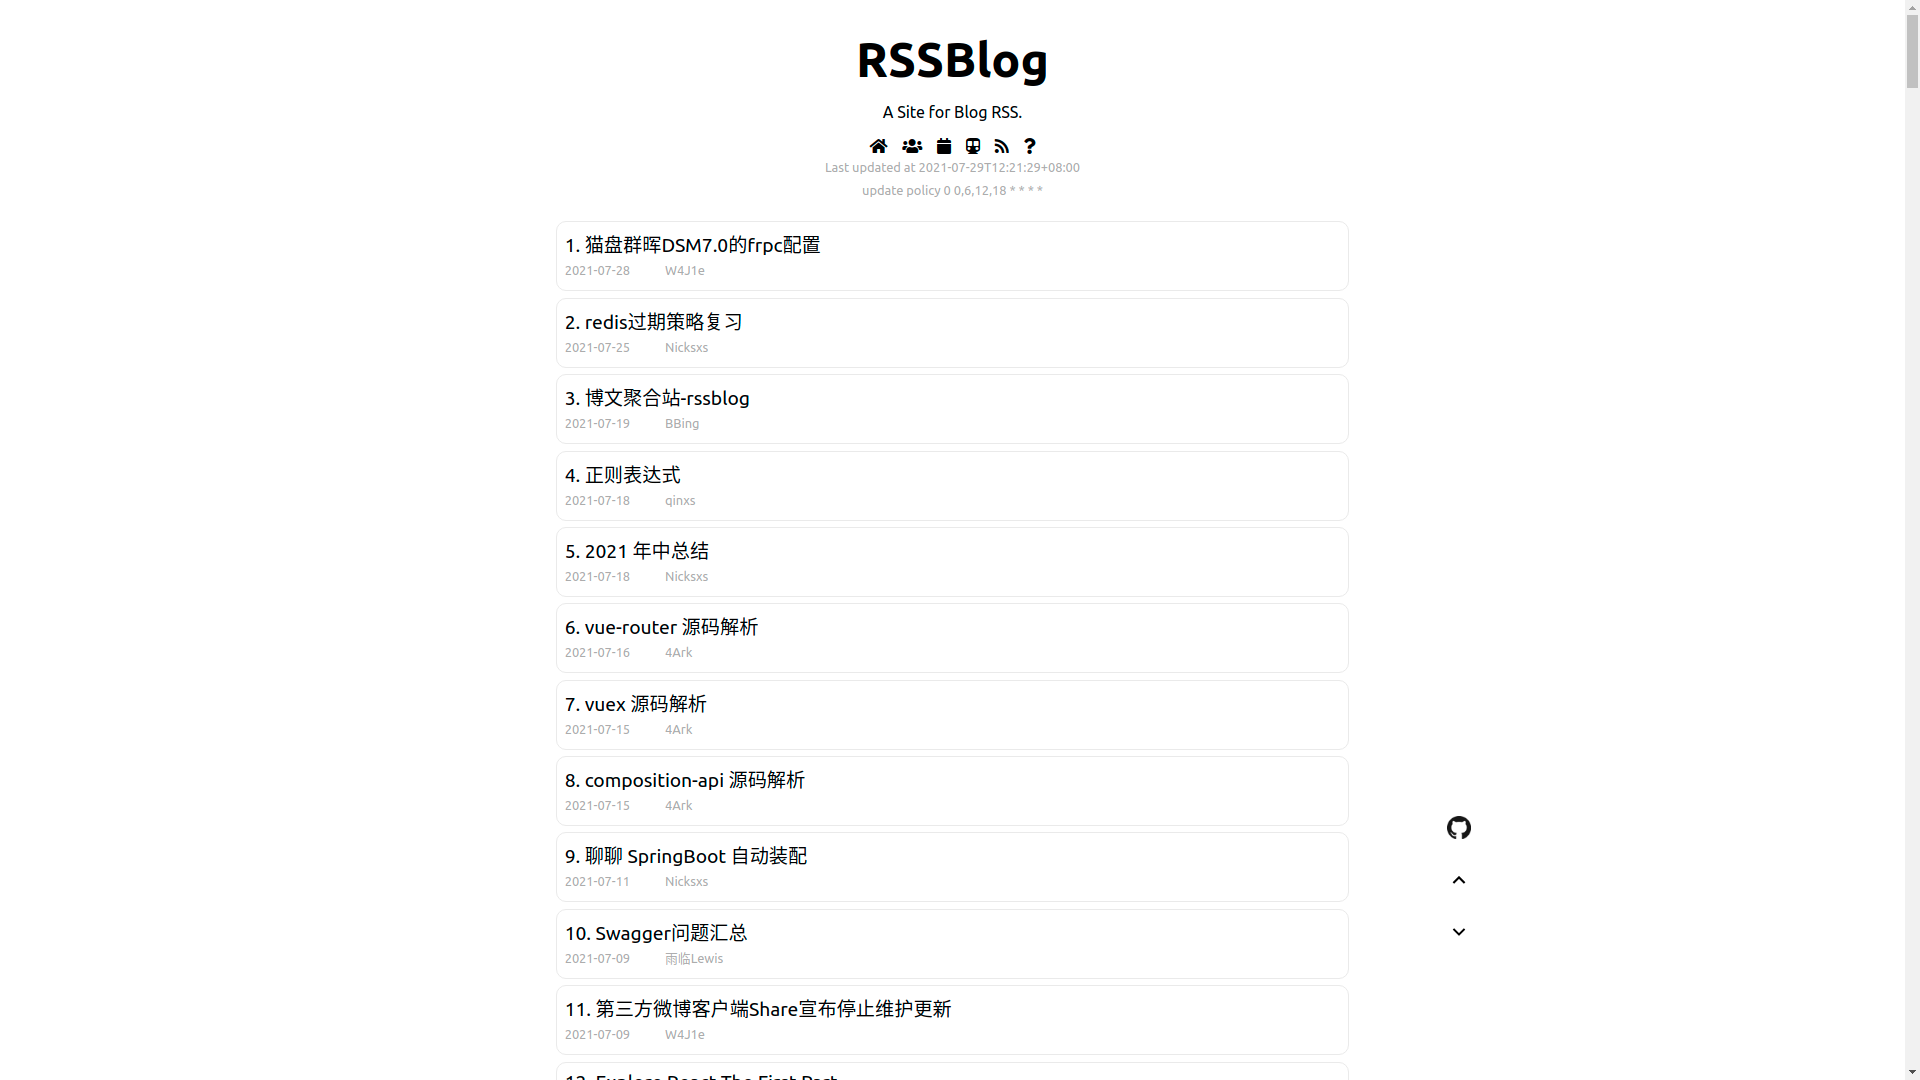 RSSBlog
A Site for Blog RSS.
Last updated at 2021-07-29T12:21:29+08:00
update policy 0 0,6,12,18 * * * *
1. 猫盘群晖DSM7.0的frpc配置
2021-07-28 W4J1e
2. redis过期策略复习
2021-07-25 Nicksxs
3. 博文聚合站-rssblog
2021-07-19 BBing
4. 正则表达式
2021-07-18 qinxs
5. 2021 年中总结
2021-07-18 Nicksxs
6. vue-router 源码解析
2021-07-16 4Ark
7. vuex 源码解析
2021-07-15 4Ark
8. composition-api 源码解析
2021-07-15 4Ark
9. 聊聊 SpringBoot 自动装配
2021-07-11 Nicksxs
10. Swagger问题汇总
2021-07-09 雨临Lewis
11. 第三方微博客户端Share宣布停止维护更新
2021-07-09 W4J1e
12. Explore React The First Part